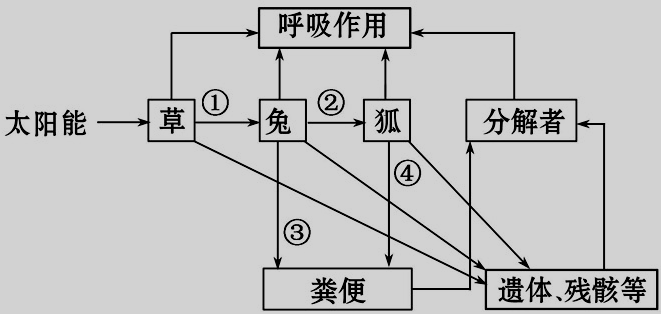 呼吸作用
太阳能
草
①
兔
②
狐
分解者
③
④
粪便
遗体、残骸等